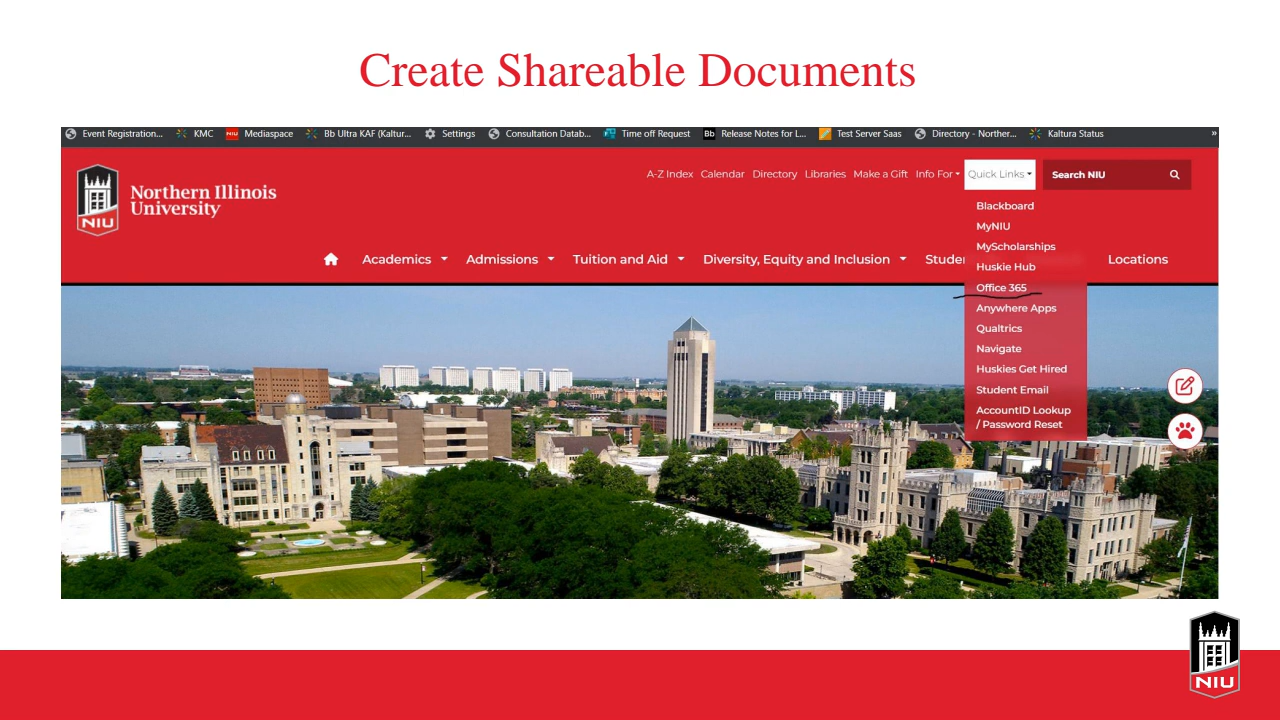 Create Shareable Documents
Event Registration... KMC Mediaspace Bb Ultra KAF (Kaltur... Settings Consultation Datab... Time off Request Bb Release Notes for L... Test Server Saas Directory - Norther... Kaltura Status »
A-Z Index Calendar Directory Libraries Make a Gift Info For Quick Links Search NIU
NIU
Northern Illinois
University
Academics Admissions Tuition and Aid Diversity, Equity and Inclusion Studen Locations
Blackboard
MyNIU
MyScholarships
Huskie Hub
Office 365
Anywhere Apps
Qualtrics
Navigate
Huskies Get Hired
Student Email
AccountID Lookup
/ Password Reset
NIU